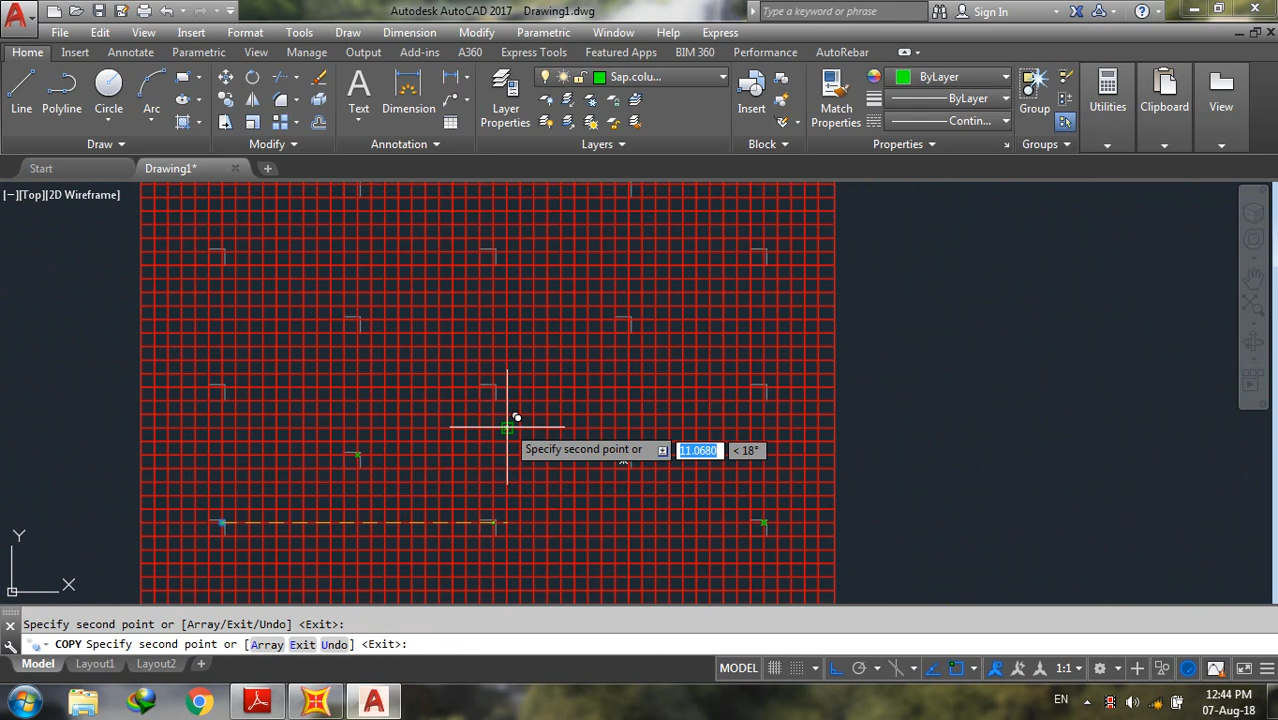 Autodesk AutoCAD 2017   Drawing1.dwg
Type a keyword or phrase
Sign In
File Edit View Insert Format Tools Draw Dimension Modify Parametric Window Help Express
Home Insert Annotate Parametric View Manage Output Add-ins A360 Express Tools Featured Apps BIM 360 Performance AutoRebar
Sap.colu...
ByLayer
ByLayer
Contin...
Line Polyline Circle Arc
Text Dimension
Layer Properties
Insert
Match Properties
Group
Utilities Clipboard View
Draw Modify Annotation Layers Block Properties Groups
Start Drawing1*
[−][Top][2D Wireframe]
Specify second point or 11.0680 < 18°
Y
X
Specify second point or [Array/Exit/Undo] <Exit>:
COPY Specify second point or [Array Exit Undo] <Exit>:
Model Layout1 Layout2 +
MODEL 1:1
EN 12:44 PM
07-Aug-18